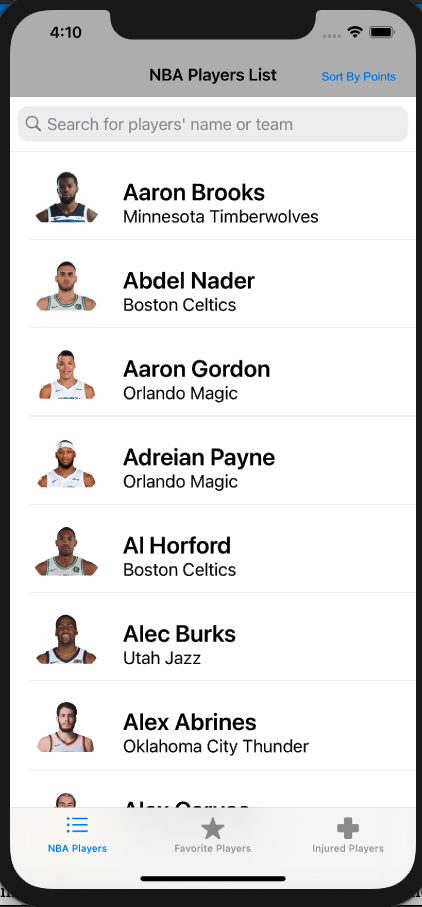 4:10
NBA Players List
Sort By Points
Search for players' name or team
Aaron Brooks
Minnesota Timberwolves
Abdel Nader
Boston Celtics
Aaron Gordon
Orlando Magic
Adreian Payne
Orlando Magic
Al Horford
Boston Celtics
Alec Burks
Utah Jazz
Alex Abrines
Oklahoma City Thunder
Alex Caruso
NBA Players
Favorite Players
Injured Players